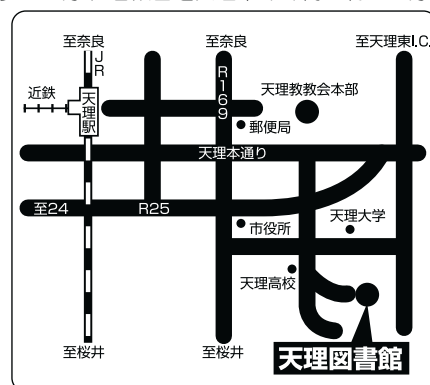 至奈良
至奈良
至天理東I.C.
JR
近鉄
天理駅
R169
天理教教会本部
郵便局
天理本通り
至24
R25
市役所
天理大学
天理高校
至桜井
至桜井
天理図書館